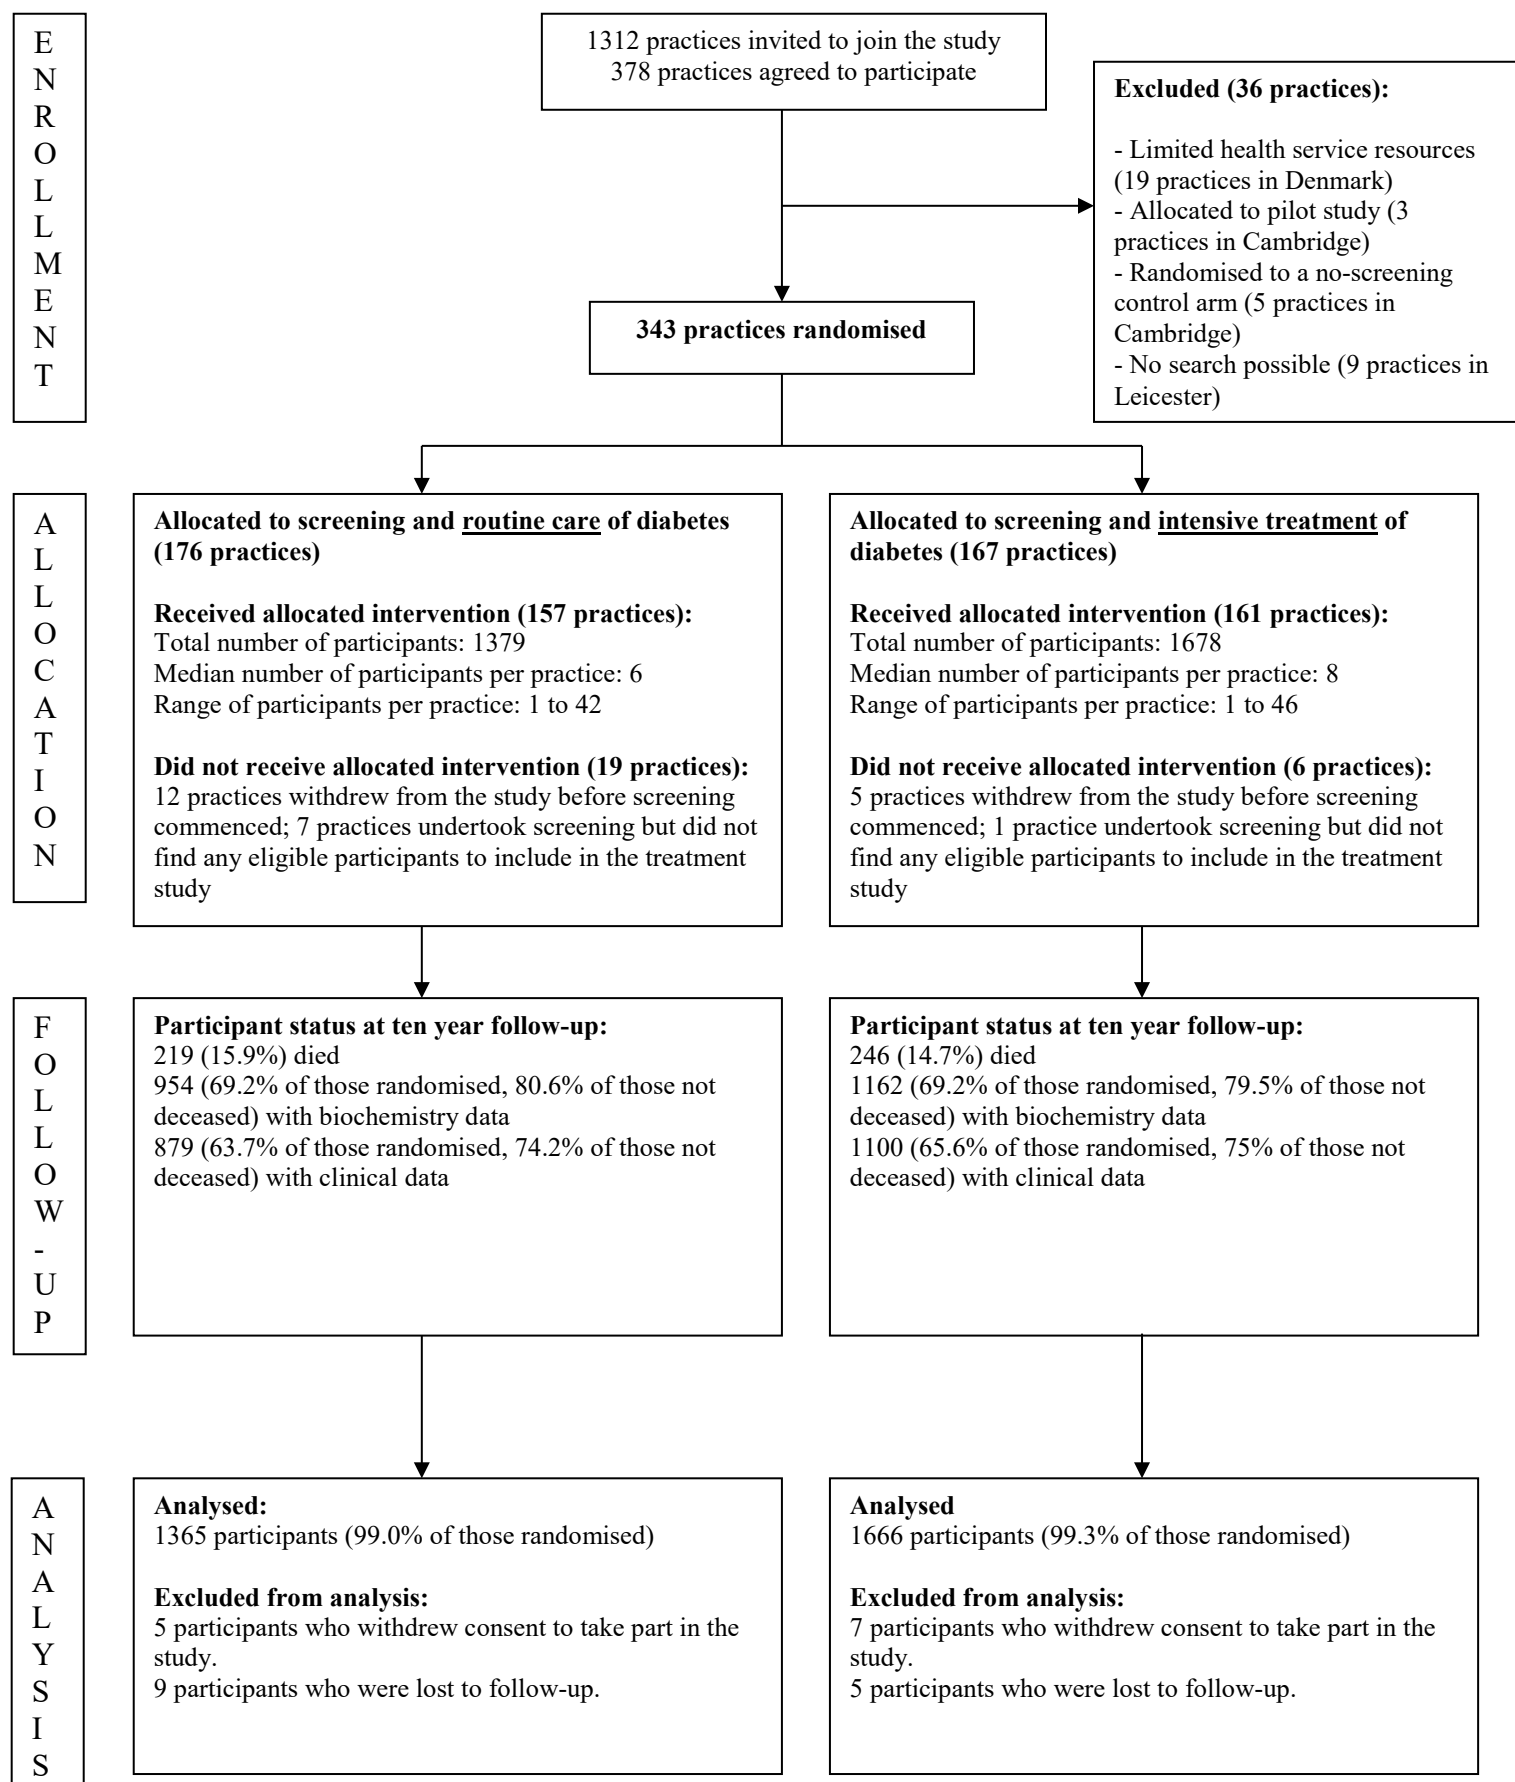 ENROLLMENT
1312 practices invited to join the study
378 practices agreed to participate
Excluded (36 practices):
- Limited health service resources
(19 practices in Denmark)
- Allocated to pilot study (3
practices in Cambridge)
- Randomised to a no-screening
control arm (5 practices in
Cambridge)
- No search possible (9 practices in
Leicester)
343 practices randomised
ALLOCATION
Allocated to screening and routine care of diabetes
(176 practices)
Received allocated intervention (157 practices):
Total number of participants: 1379
Median number of participants per practice: 6
Range of participants per practice: 1 to 42
Did not receive allocated intervention (19 practices):
12 practices withdrew from the study before screening
commenced; 7 practices undertook screening but did not
find any eligible participants to include in the treatment
study
Allocated to screening and intensive treatment of
diabetes (167 practices)
Received allocated intervention (161 practices):
Total number of participants: 1678
Median number of participants per practice: 8
Range of participants per practice: 1 to 46
Did not receive allocated intervention (6 practices):
5 practices withdrew from the study before screening
commenced; 1 practice undertook screening but did not
find any eligible participants to include in the treatment
study
FOLLOW-UP
Participant status at ten year follow-up:
219 (15.9%) died
954 (69.2% of those randomised, 80.6% of those not
deceased) with biochemistry data
879 (63.7% of those randomised, 74.2% of those not
deceased) with clinical data
Participant status at ten year follow-up:
246 (14.7%) died
1162 (69.2% of those randomised, 79.5% of those not
deceased) with biochemistry data
1100 (65.6% of those randomised, 75% of those not
deceased) with clinical data
ANALYSIS
Analysed:
1365 participants (99.0% of those randomised)
Excluded from analysis:
5 participants who withdrew consent to take part in the
study.
9 participants who were lost to follow-up.
Analysed
1666 participants (99.3% of those randomised)
Excluded from analysis:
7 participants who withdrew consent to take part in the
study.
5 participants who were lost to follow-up.